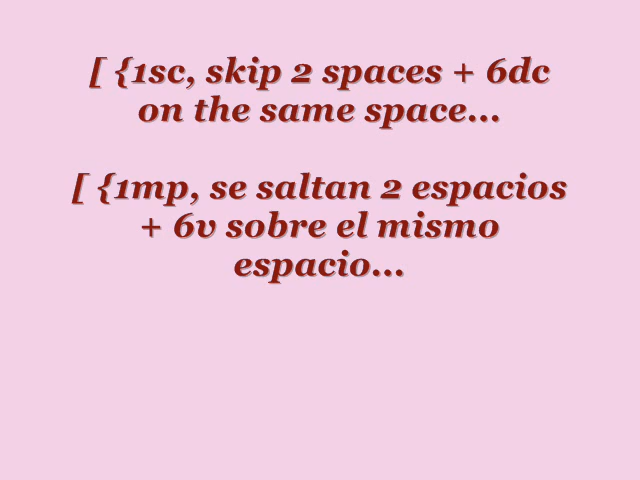 [ {1sc, skip 2 spaces + 6dc
on the same space...
[ {1mp, se saltan 2 espacios
+ 6v sobre el mismo
espacio...